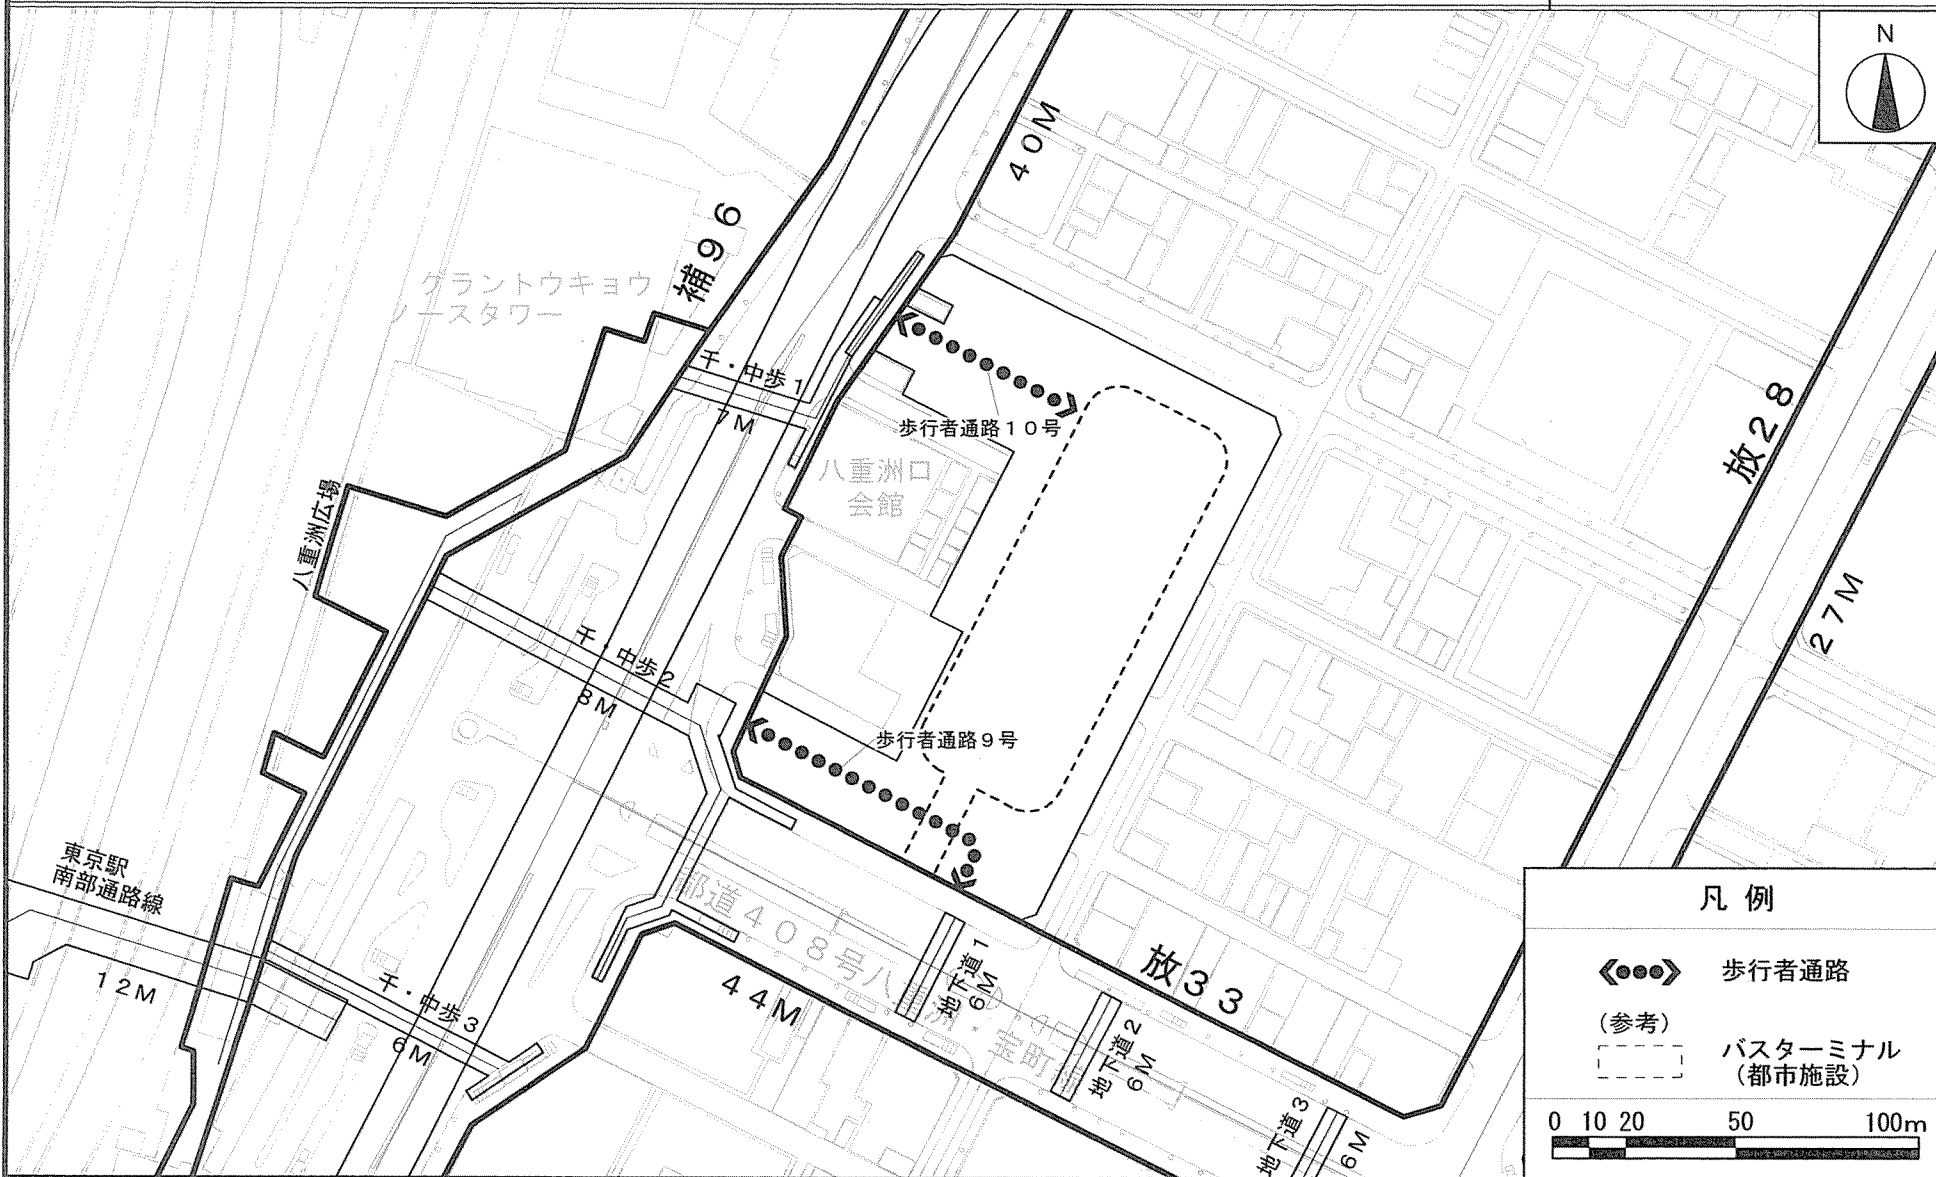 N
40M
補96
グラントウキョウ
ノースタワー
千・中歩1
7M
歩行者通路10号
八重洲口
会館
放28
八重洲広場
27M
千・中歩2
8M
歩行者通路9号
東京駅
南部通路線
12M
千・中歩3
6M
都道408号八重洲・宝町線
44M
地下道1
6M
放33
地下道2
6M
地下道3
6M
凡例
歩行者通路
(参考)
バスターミナル
(都市施設)
0 10 20 50 100m